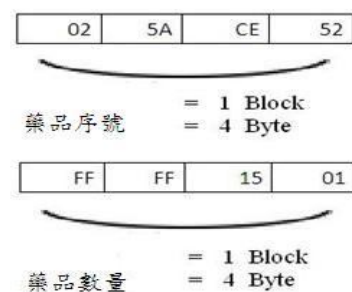 02 5A CE 52
= 1 Block
藥品序號 = 4 Byte
FF FF 15 01
= 1 Block
藥品數量 = 4 Byte